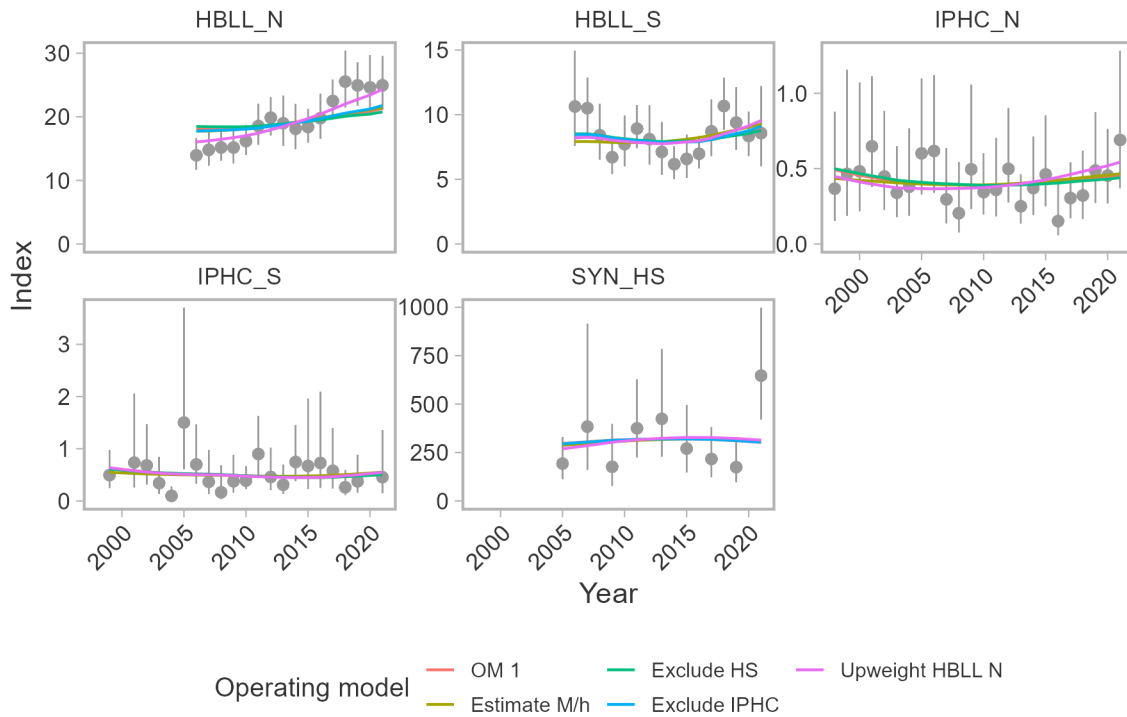 HBLL_N HBLL_S IPHC_N
30 15
1.0
20 10
0.5
10 5
0 0 0.0
Index
2000 2005 2010 2015 2020
IPHC_S SYN_HS
1000
3 750
2 500
1 250
0 0
2000 2005 2010 2015 2020 2000 2005 2010 2015 2020
Year
Operating model
OM 1 Exclude HS Upweight HBLL N
Estimate M/h Exclude IPHC